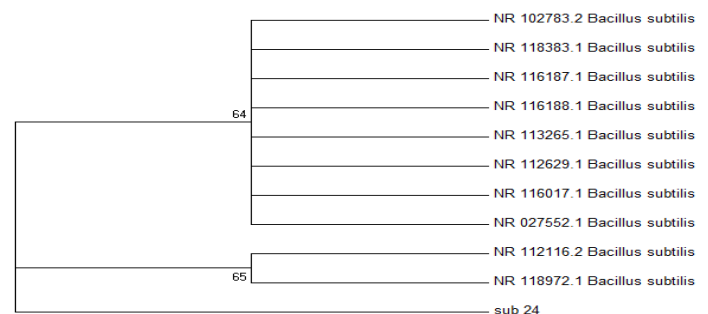 NR 102783.2 Bacillus subtilis
NR 118383.1 Bacillus subtilis
NR 116187.1 Bacillus subtilis
NR 116188.1 Bacillus subtilis
64
NR 113265.1 Bacillus subtilis
NR 112629.1 Bacillus subtilis
NR 116017.1 Bacillus subtilis
NR 027552.1 Bacillus subtilis
NR 112116.2 Bacillus subtilis
65
NR 118972.1 Bacillus subtilis
sub 24